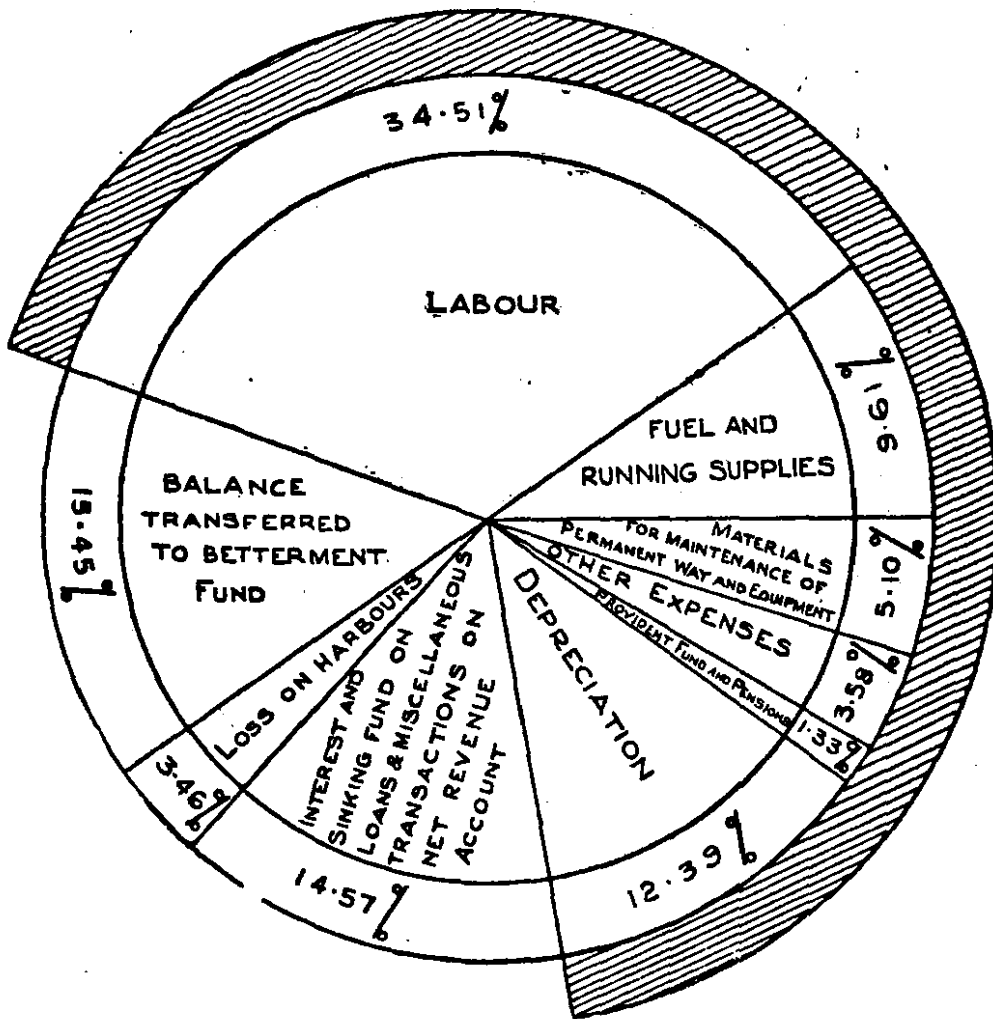 34.51%
LABOUR
9.61%
FUEL AND
RUNNING SUPPLIES
5.10%
MATERIALS
FOR MAINTENANCE OF
PERMANENT WAY AND EQUIPMENT
3.58%
OTHER EXPENSES
1.33%
PROVIDENT FUND AND PENSIONS
12.39%
DEPRECIATION
14.57%
INTEREST AND
SINKING FUND ON
LOANS & MISCELLANEOUS
TRANSACTIONS ON
NET REVENUE
ACCOUNT
3.46%
LOSS ON HARBOURS
15.45%
BALANCE
TRANSFERRED
TO BETTERMENT
FUND